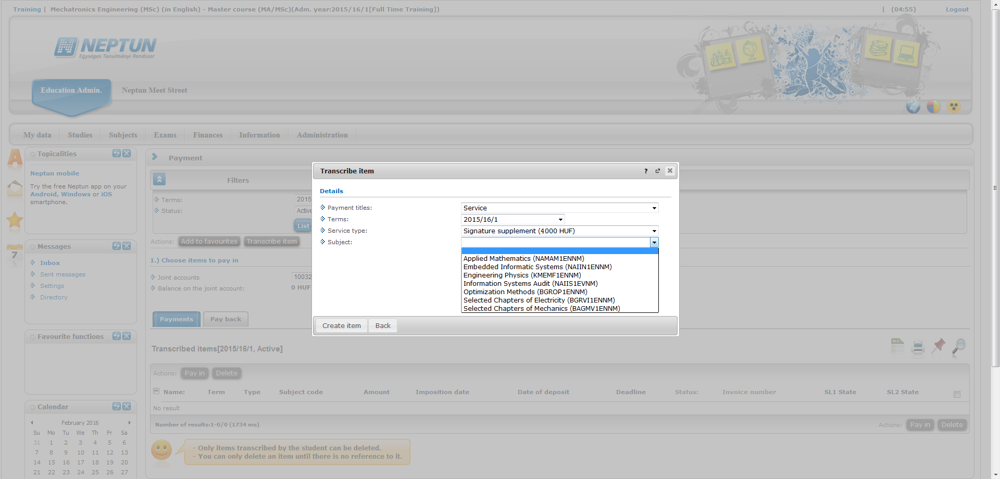 Training | Mechatronics Engineering (MSc) (in English) - Master course (MA/MSc)(Adm. year:2015/16/1[Full Time Training])
| (04:55) Logout
NEPTUN
Egységes Tanulmányi Rendszer
Education Admin. Neptun Meet Street
My data Studies Subjects Exams Finances Information Administration
Topicalities
Neptun mobile
Try the free Neptun app on your
Android, Windows or iOS
smartphone.
Messages
Inbox
Sent messages
Settings
Directory
Favourite functions
Calendar
February 2016
Su Mo Tu We Th Fr Sa
31 1 2 3 4 5 6
7 8 9 10 11 12 13
14 15 16 17 18 19 20
21 22 23 24 25 26 27
7
Payment
Filters
Terms: 2015
Status: Active
List
Actions: Add to favourites Transcribe item
1.) Choose items to pay in
Joint accounts 10032
Balance on the joint account: 0 HUF
Payments Pay back
Transcribe item ?
Details
Payment titles: Service
Terms: 2015/16/1
Service type: Signature supplement (4000 HUF)
Subject:
Applied Mathematics (NAMAM1ENNM)
Embedded Informatic Systems (NAIIN1ENNM)
Engineering Physics (KMEMF1ENNM)
Information Systems Audit (NAIIS1EVNM)
Optimization Methods (BGROP1ENNM)
Selected Chapters of Electricity (BGRVI1ENNM)
Selected Chapters of Mechanics (BAGMV1ENNM)
Create item Back
Transcribed items[2015/16/1, Active]
XLS
Actions: Pay in Delete
Name: Term Type Subject code Amount Imposition date Date of deposit Deadline Status: Invoice number SL1 State SL2 State
No result
Number of results:1-0/0 (1734 ms)
Actions: Pay in Delete
- Only items transcribed by the student can be deleted.
- You can only delete an item until there is no reference to it.